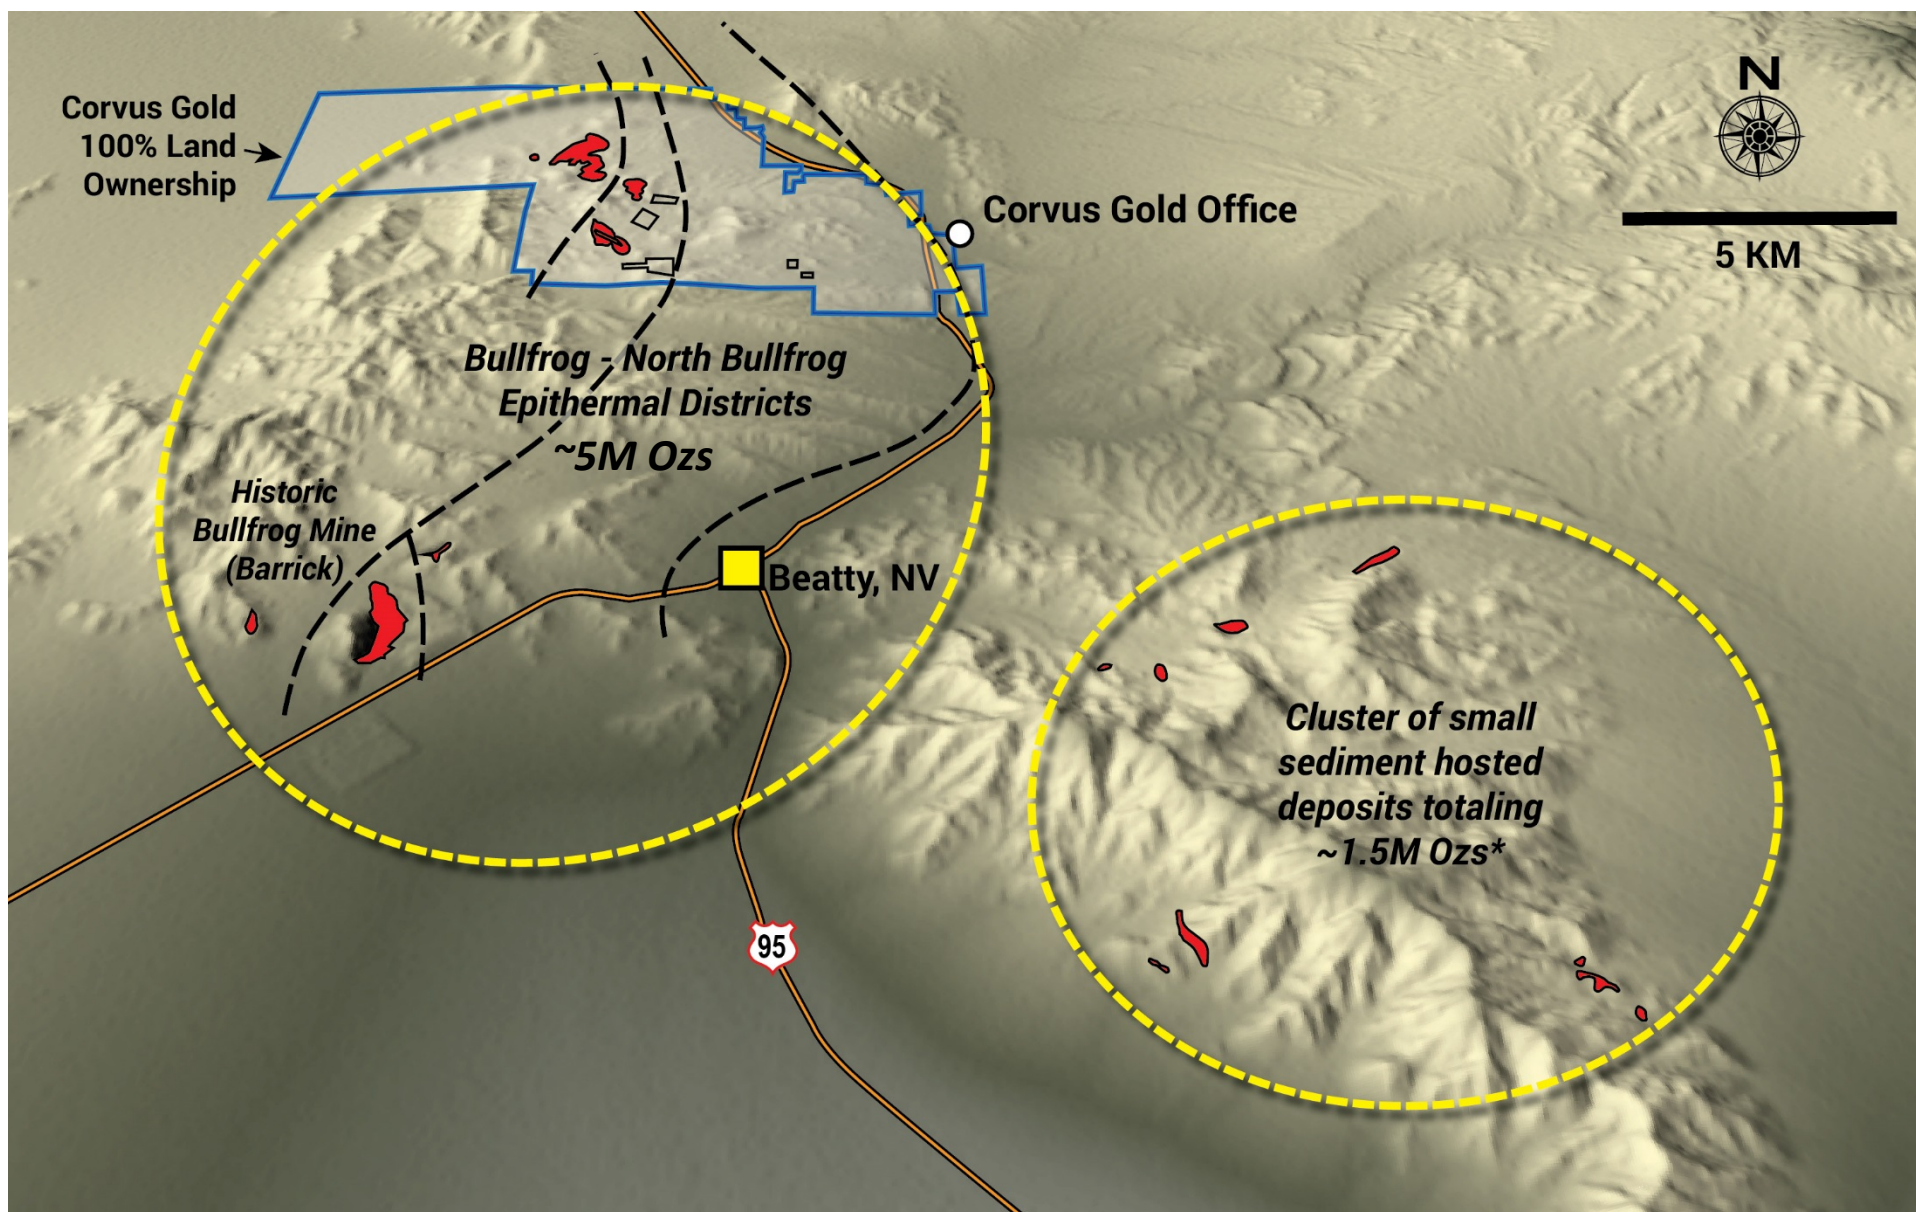 N
Corvus Gold
100% Land
Ownership
Corvus Gold Office
5 KM
Bullfrog - North Bullfrog
Epithermal Districts
~5M Ozs
Historic
Bullfrog Mine
(Barrick)
Beatty, NV
Cluster of small
sediment hosted
deposits totaling
~1.5M Ozs*
95